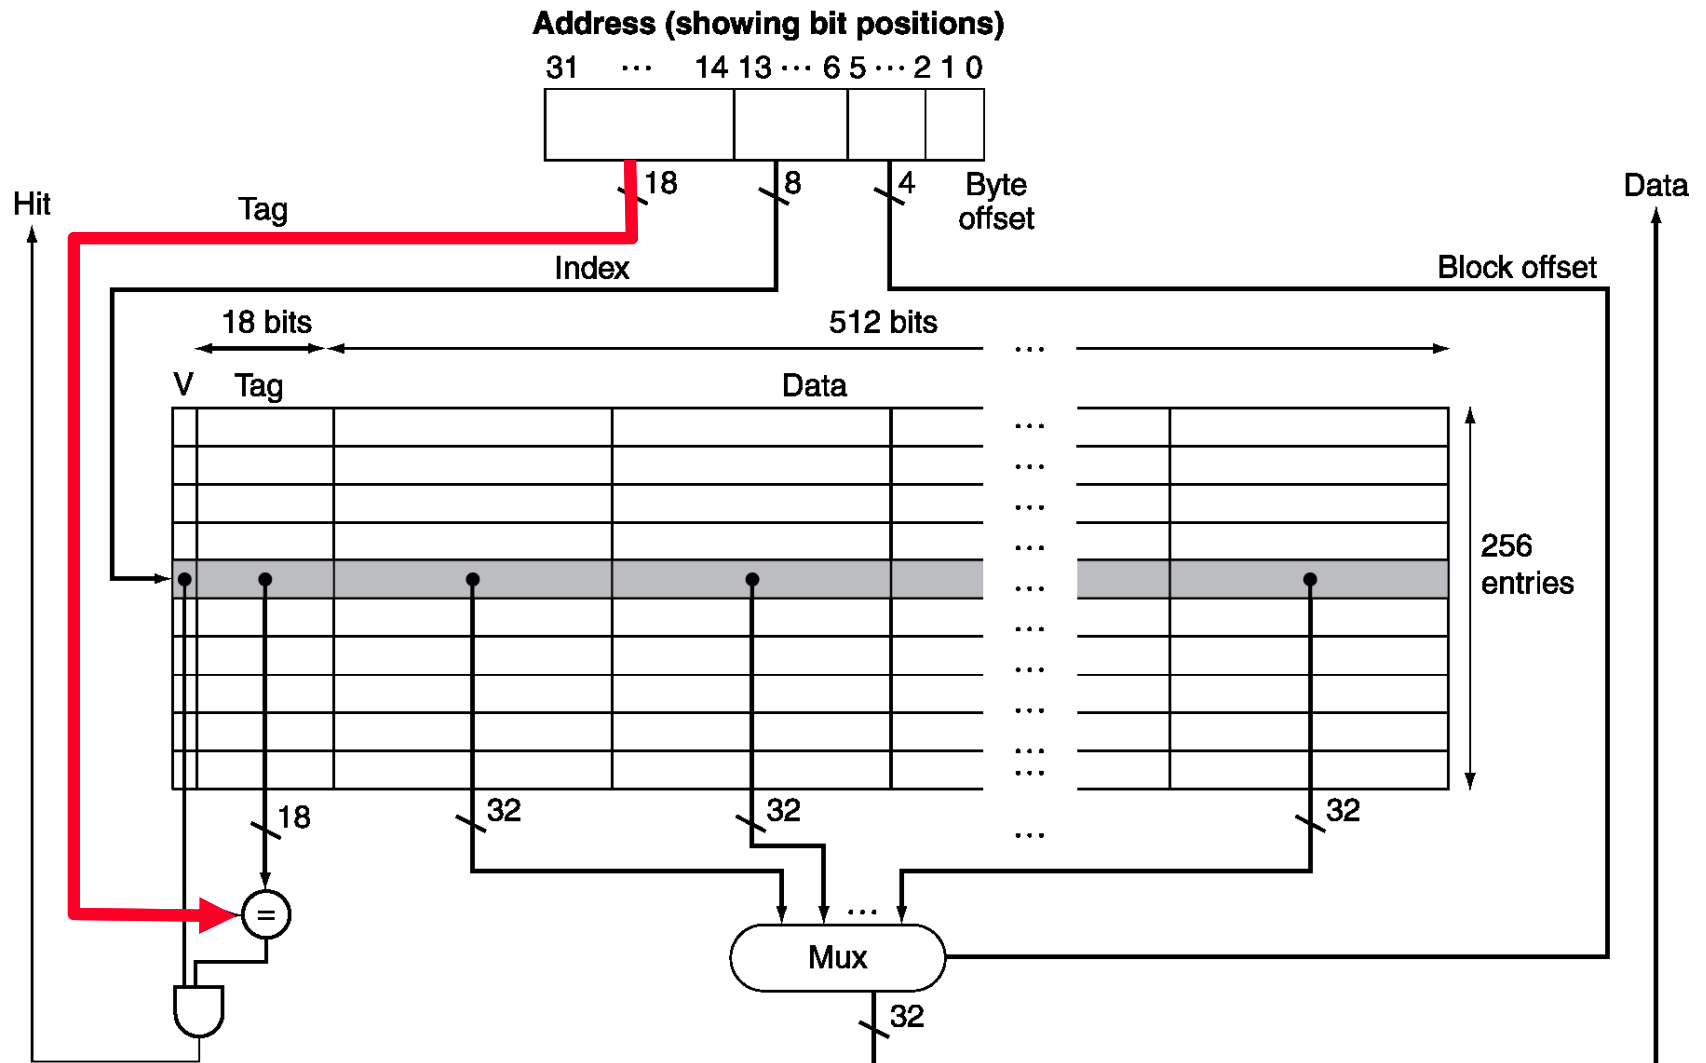 Address (showing bit positions)
31 ... 14 13 ... 6 5 ... 2 1 0
18 8 4 Byte offset
Hit
Tag
Data
Index
Block offset
18 bits
512 bits
...
V Tag Data
...
...
...
...
...
...
...
...
...
...
256 entries
18 32 32 ... 32
=
...
Mux
32